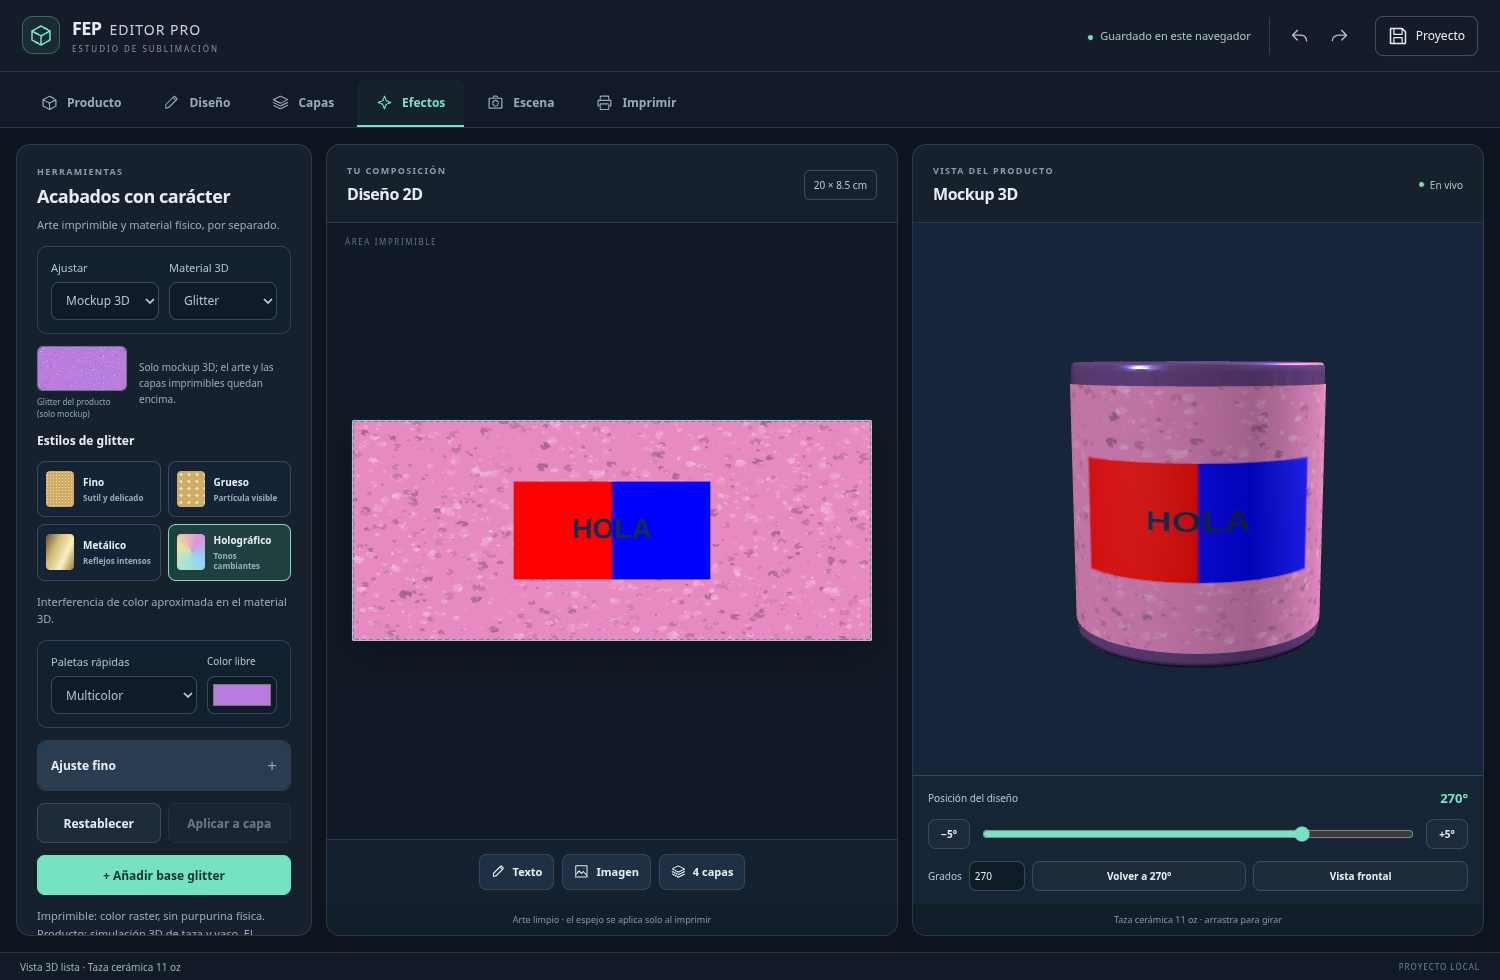 FEP EDITOR PRO
ESTUDIO DE SUBLIMACIÓN
Guardado en este navegador
Proyecto
Producto
Diseño
Capas
Efectos
Escena
Imprimir
HERRAMIENTAS
Acabados con carácter
Arte imprimible y material físico, por separado.
Ajustar
Material 3D
Mockup 3D
Glitter
Glitter del producto
(solo mockup)
Solo mockup 3D; el arte y las
capas imprimibles quedan
encima.
Estilos de glitter
Fino
Sutil y delicado
Grueso
Partícula visible
Metálico
Reflejos intensos
Holográfico
Tonos
cambiantes
Interferencia de color aproximada en el material
3D.
Paletas rápidas
Color libre
Multicolor
Ajuste fino
+
Restablecer
Aplicar a capa
+ Añadir base glitter
Imprimible: color raster, sin purpurina física.
Producto: simulación 3D de taza y vaso. El
TU COMPOSICIÓN
Diseño 2D
20 × 8.5 cm
ÁREA IMPRIMIBLE
HOLA
Texto
Imagen
4 capas
Arte limpio · el espejo se aplica solo al imprimir
VISTA DEL PRODUCTO
Mockup 3D
En vivo
HOLA
Posición del diseño
270°
−5°
+5°
Grados
270
Volver a 270°
Vista frontal
Taza cerámica 11 oz · arrastra para girar
Vista 3D lista · Taza cerámica 11 oz
PROYECTO LOCAL